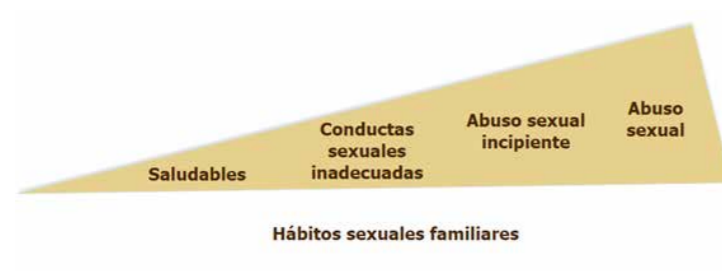 Saludables
Conductas
sexuales
inadecuadas
Abuso sexual
incipiente
Abuso
sexual
Hábitos sexuales familiares